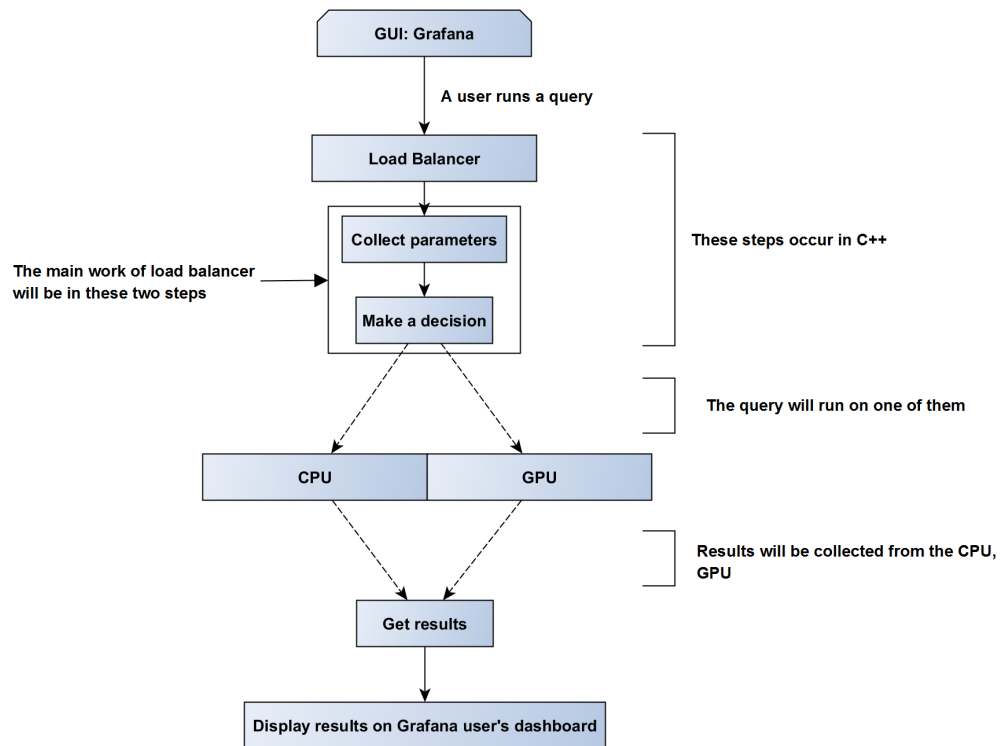 GUI: Grafana
A user runs a query
Load Balancer
Collect parameters
These steps occur in C++
The main work of load balancer
will be in these two steps
Make a decision
The query will run on one of them
CPU
GPU
Results will be collected from the CPU,
GPU
Get results
Display results on Grafana user's dashboard